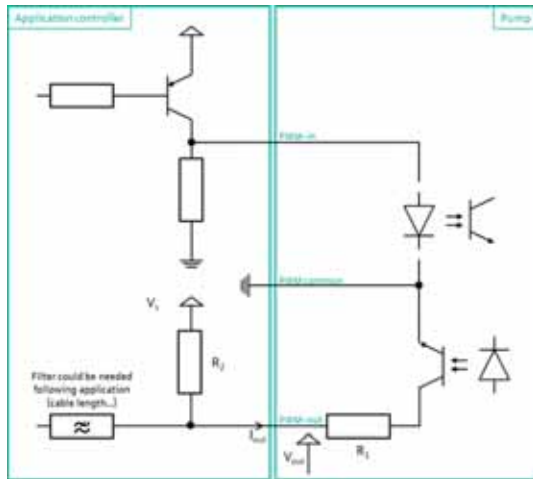 Application controller
Pump
PWM-in
PWM common
Vs
R2
Filter could be needed
following application
(cable length...)
≈
Iout
PWM-out
Vout
R1